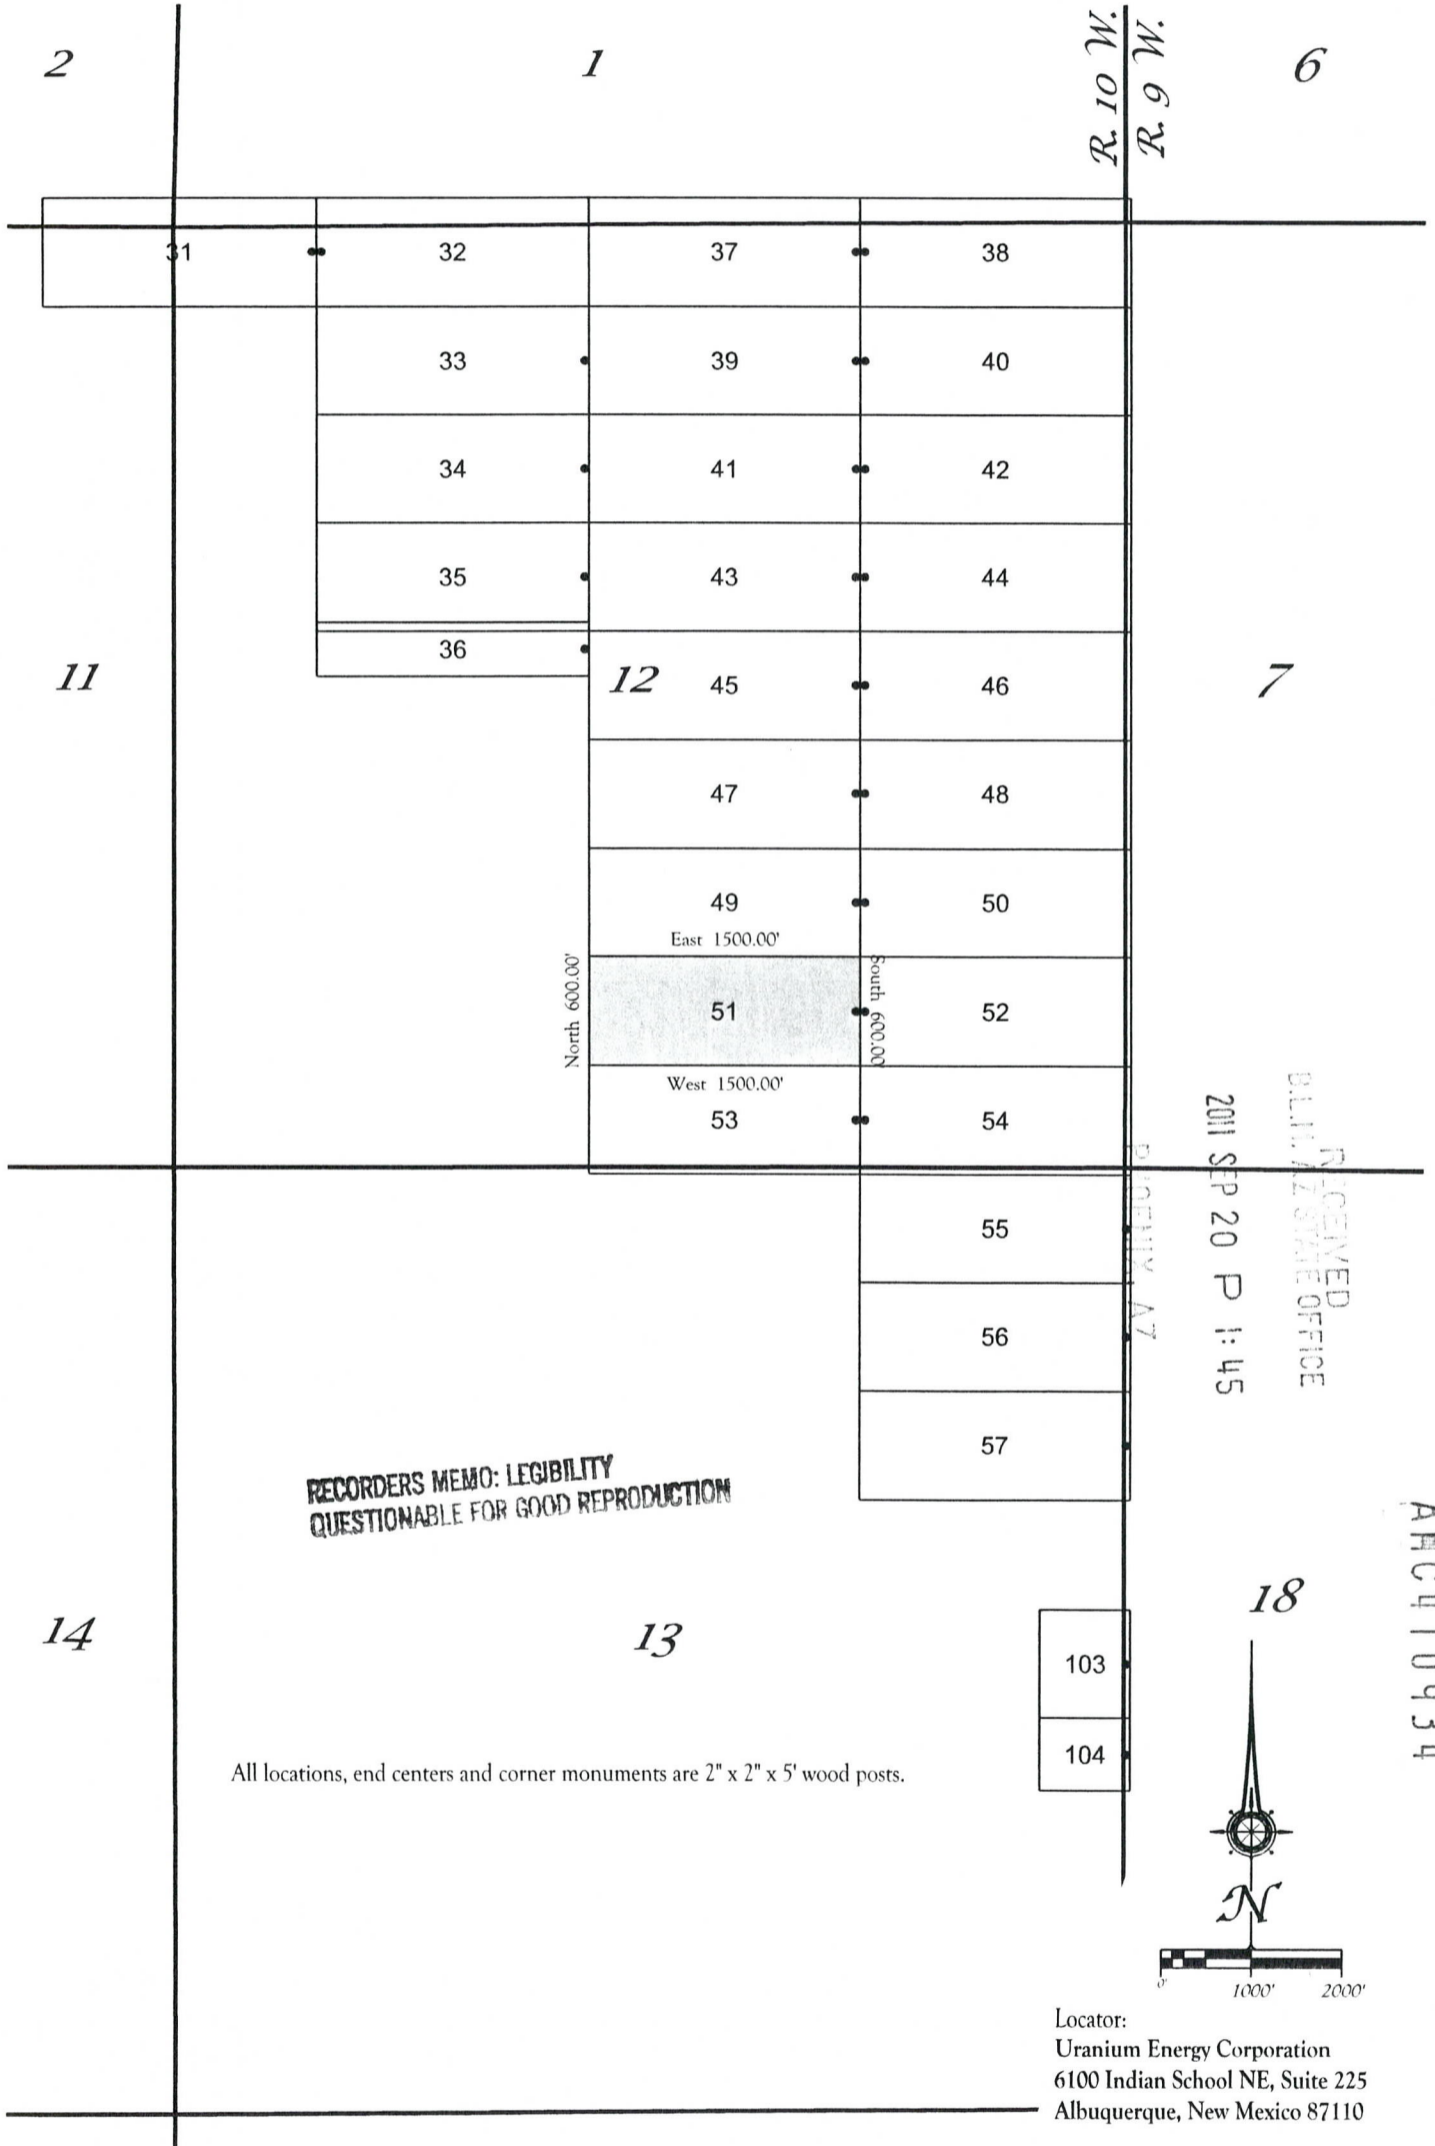 2
1
R. 10 W.
R. 9 W.
6
31
32
37
38
33
39
40
34
41
42
35
43
44
36
11
12
45
46
7
47
48
49
50
East 1500.00'
North 600.00'
51
South 600.00'
52
West 1500.00'
53
54
RECEIVED
B.L.M. AZ STATE OFFICE
2011 SEP 20 P 1:45
55
56
57
RECORDERS MEMO: LEGIBILITY
QUESTIONABLE FOR GOOD REPRODUCTION
18
14
13
103
104
All locations, end centers and corner monuments are 2" x 2" x 5' wood posts.
N
0' 1000' 2000'
Locator:
Uranium Energy Corporation
6100 Indian School NE, Suite 225
Albuquerque, New Mexico 87110